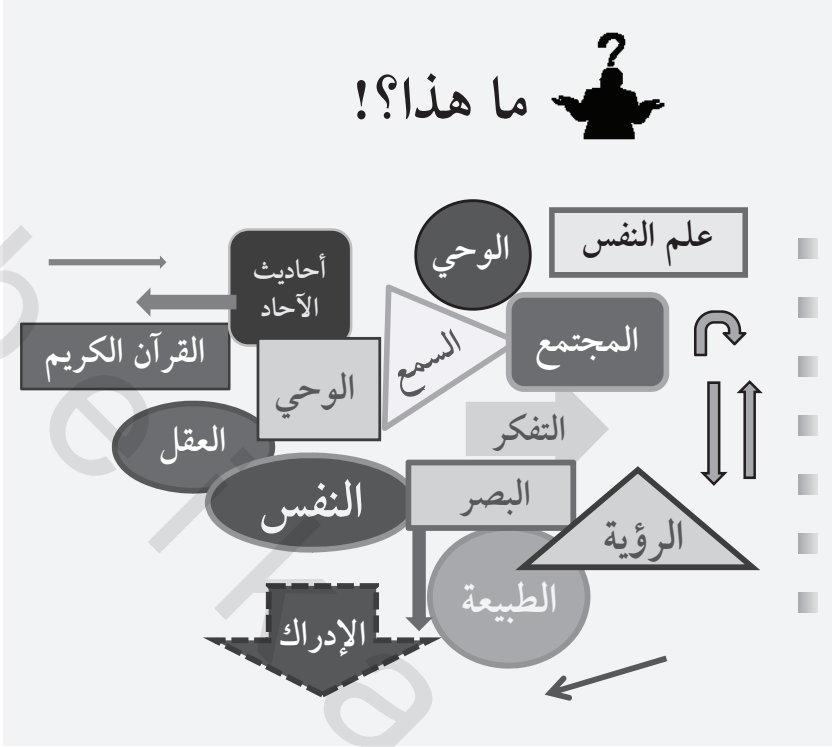 ما هذا؟!
علم النفس
الوحي
أحاديث
الآحاد
المجتمع
السمع
القرآن الكريم
الوحي
التفكر
العقل
البصر
النفس
الرؤية
الطبيعة
الإدراك